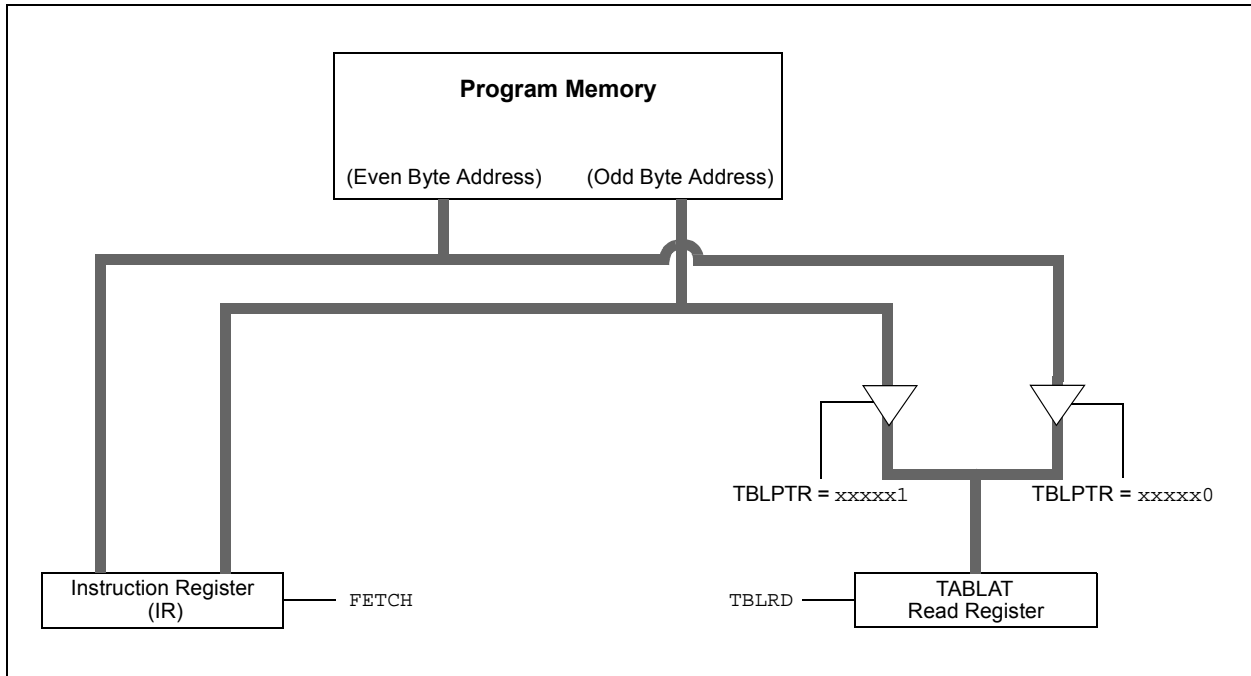 Program Memory
(Even Byte Address) (Odd Byte Address)
TBLPTR = xxxxx1
TBLPTR = xxxxx0
Instruction Register
(IR)
FETCH
TBLRD
TABLAT
Read Register